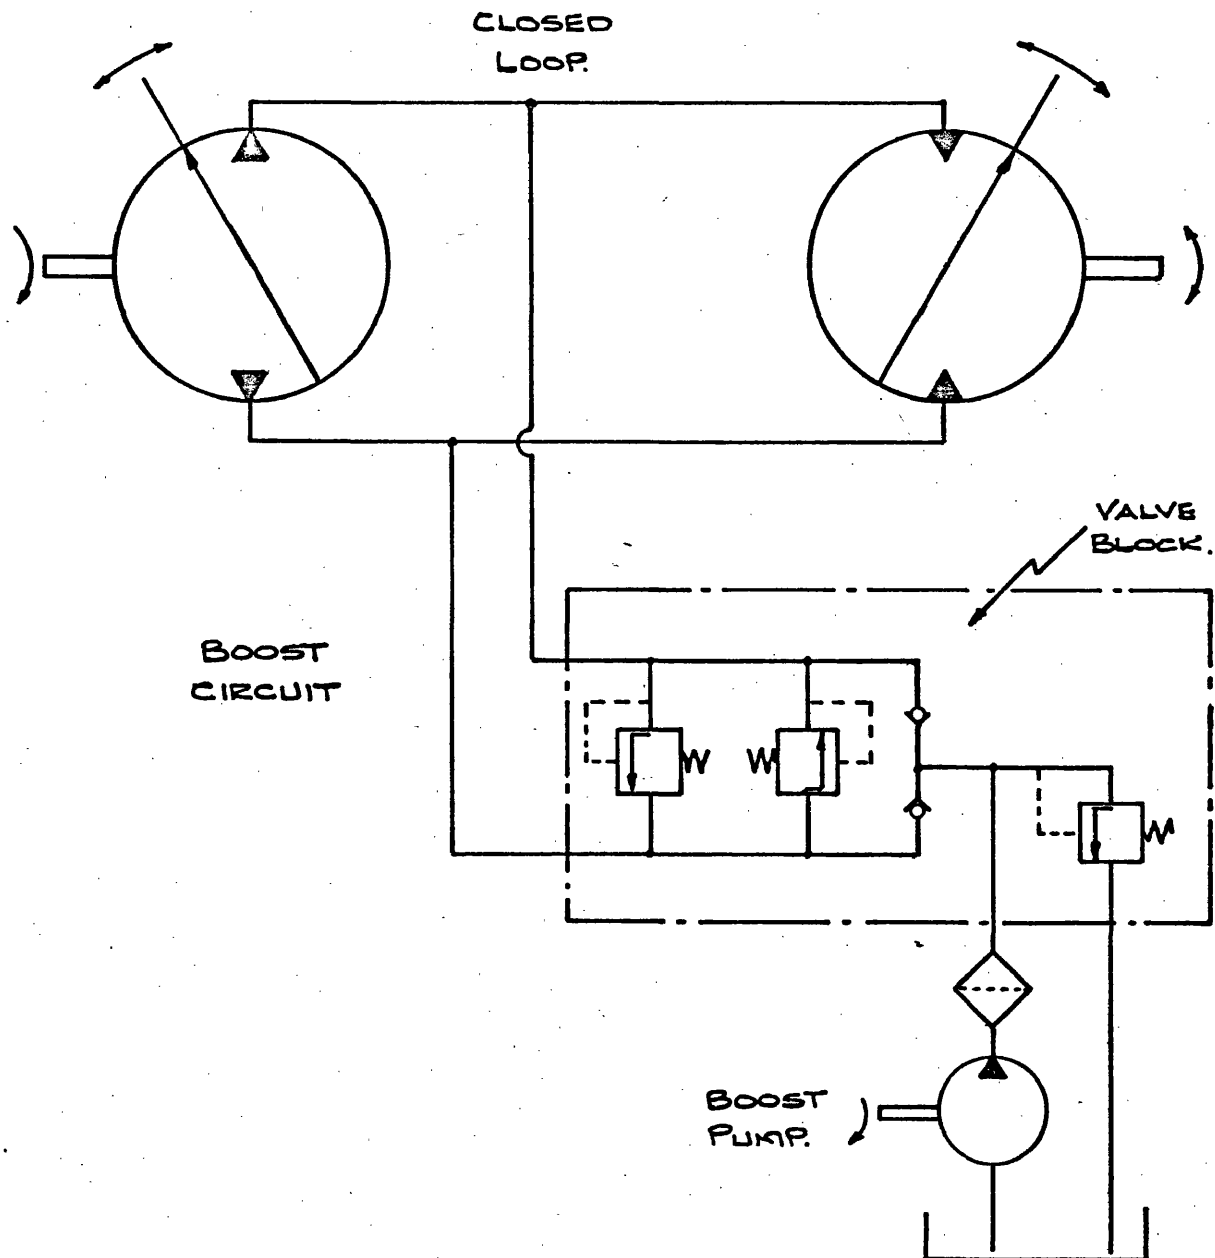 CLOSED
LOOP.
VALVE
BLOCK.
BOOST
CIRCUIT
BOOST
PUMP.